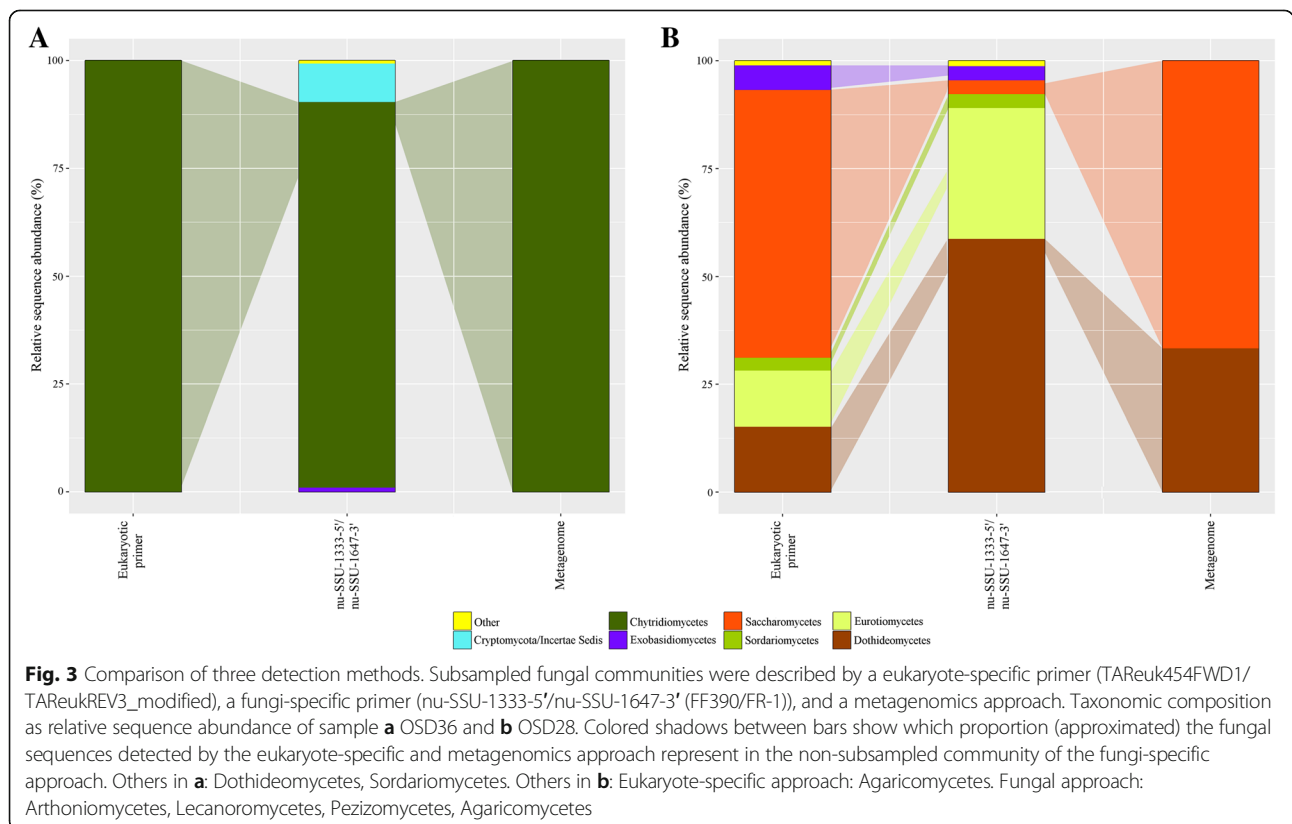 A
B
Relative sequence abundance (%)
100
75
50
25
0
Eukaryotic
primer
nu-SSU-1333-5'/
nu-SSU-1647-3'
Metagenome
Relative sequence abundance (%)
100
75
50
25
0
Eukaryotic
primer
nu-SSU-1333-5'/
nu-SSU-1647-3'
Metagenome
Other
Chytridiomycetes
Saccharomycetes
Eurotiomycetes
Cryptomycota/Incertae Sedis
Exobasidiomycetes
Sordariomycetes
Dothideomycetes
Fig. 3 Comparison of three detection methods. Subsampled fungal communities were described by a eukaryote-specific primer (TAReuk454FWD1/
TAReukREV3_modified), a fungi-specific primer (nu-SSU-1333-5′/nu-SSU-1647-3′ (FF390/FR-1)), and a metagenomics approach. Taxonomic composition
as relative sequence abundance of sample a OSD36 and b OSD28. Colored shadows between bars show which proportion (approximated) the fungal
sequences detected by the eukaryote-specific and metagenomics approach represent in the non-subsampled community of the fungi-specific
approach. Others in a: Dothideomycetes, Sordariomycetes. Others in b: Eukaryote-specific approach: Agaricomycetes. Fungal approach:
Arthoniomycetes, Lecanoromycetes, Pezizomycetes, Agaricomycetes